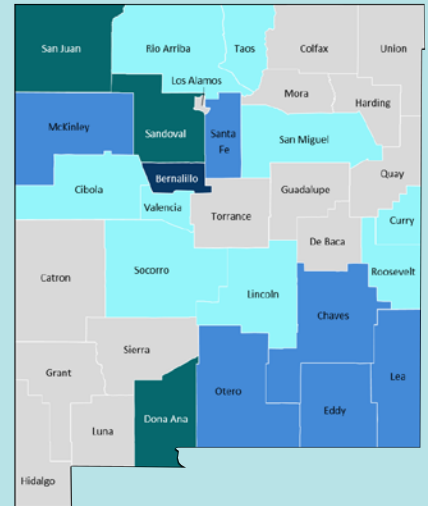 San Juan
Rio Arriba
Taos
Colfax
Union
Los Alamos
Mora
Harding
McKinley
Sandoval
Santa
Fe
San Miguel
Quay
Bernalillo
Cibola
Valencia
Torrance
Guadalupe
Curry
De Baca
Roosevelt
Catron
Socorro
Lincoln
Chaves
Sierra
Lea
Grant
Otero
Eddy
Luna
Dona Ana
Hidalgo